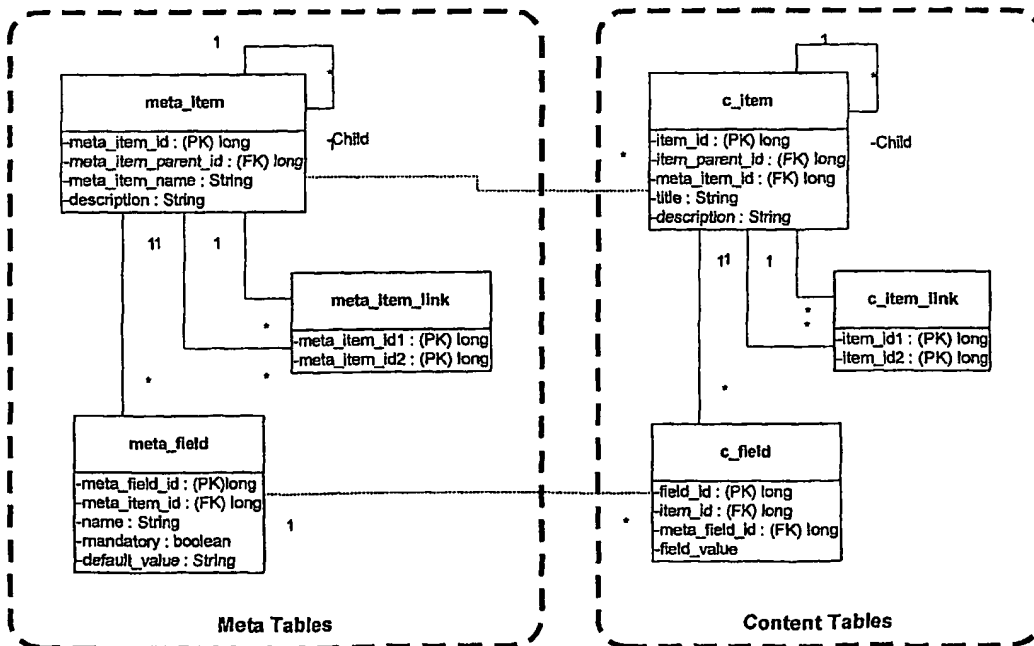 1
*
meta_item
-meta_item_id : (PK) long
-meta_item_parent_id : (FK) long
-meta_item_name : String
-description : String
-Child
11
1
meta_item_link
-meta_item_id1 : (PK) long
-meta_item_id2 : (PK) long
*
*
*
meta_field
-meta_field_id : (PK)long
-meta_item_id : (FK) long
-name : String
-mandatory : boolean
-default_value : String
1
Meta Tables
1
*
c_item
-item_id : (PK) long
-item_parent_id : (FK) long
-meta_item_id : (FK) long
-title : String
-description : String
-Child
*
11
1
c_item_link
-item_id1 : (PK) long
-item_id2 : (PK) long
*
*
*
c_field
-field_id : (PK) long
-item_id : (FK) long
-meta_field_id : (FK) long
-field_value
*
Content Tables